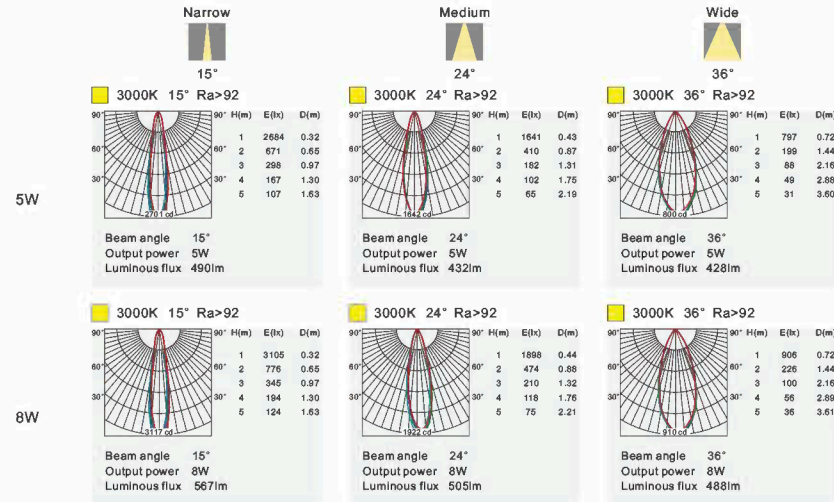 Narrow
Medium
Wide
15°
24°
36°
5W
3000K 15° Ra>92
90° 90° H(m) E(lx) D(m)
1 2684 0.32
60° 60° 2 671 0.65
3 298 0.97
30° 30° 4 167 1.30
5 107 1.63
2701 cd
Beam angle 15°
Output power 5W
Luminous flux 490lm
3000K 24° Ra>92
90° 90° H(m) E(lx) D(m)
1 1641 0.43
60° 60° 2 410 0.87
3 182 1.31
30° 30° 4 102 1.75
5 65 2.19
1642 cd
Beam angle 24°
Output power 5W
Luminous flux 432lm
3000K 36° Ra>92
90° 90° H(m) E(lx) D(m)
1 797 0.72
60° 60° 2 199 1.44
3 88 2.16
30° 30° 4 49 2.88
5 31 3.60
800 cd
Beam angle 36°
Output power 5W
Luminous flux 428lm
8W
3000K 15° Ra>92
90° 90° H(m) E(lx) D(m)
1 3105 0.32
60° 60° 2 776 0.65
3 345 0.97
30° 30° 4 194 1.30
5 124 1.63
3117 cd
Beam angle 15°
Output power 8W
Luminous flux 567lm
3000K 24° Ra>92
90° 90° H(m) E(lx) D(m)
1 1898 0.44
60° 60° 2 474 0.88
3 210 1.32
30° 30° 4 118 1.76
5 75 2.21
1922 cd
Beam angle 24°
Output power 8W
Luminous flux 505lm
3000K 36° Ra>92
90° 90° H(m) E(lx) D(m)
1 906 0.72
60° 60° 2 226 1.44
3 100 2.16
30° 30° 4 56 2.89
5 36 3.61
910 cd
Beam angle 36°
Output power 8W
Luminous flux 488lm